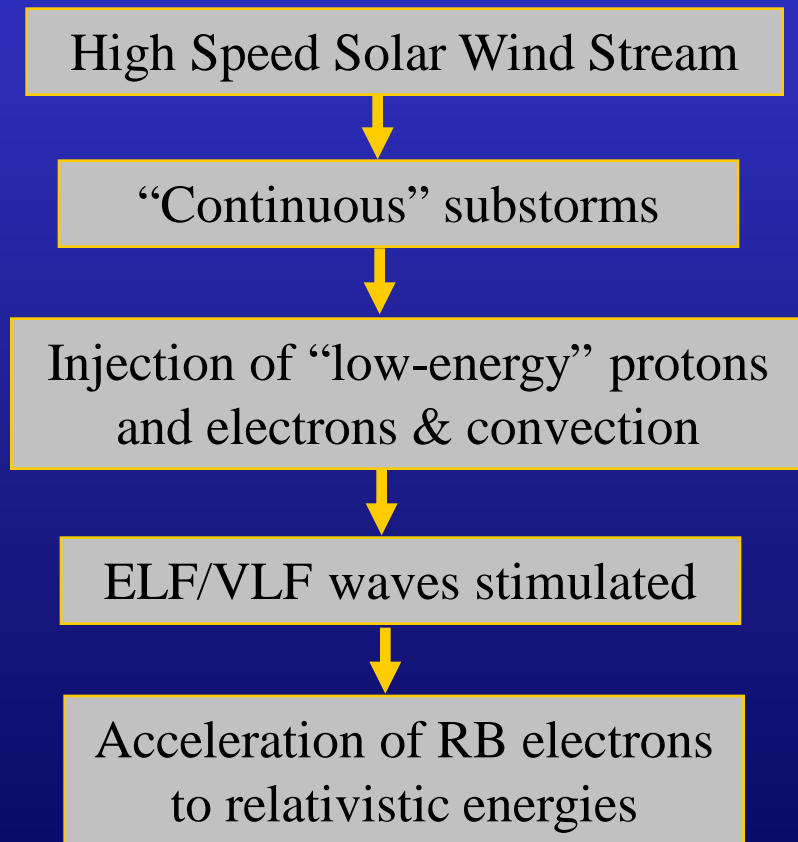 High Speed Solar Wind Stream
“Continuous” substorms
Injection of “low-energy” protons
and electrons & convection
ELF/VLF waves stimulated
Acceleration of RB electrons
to relativistic energies